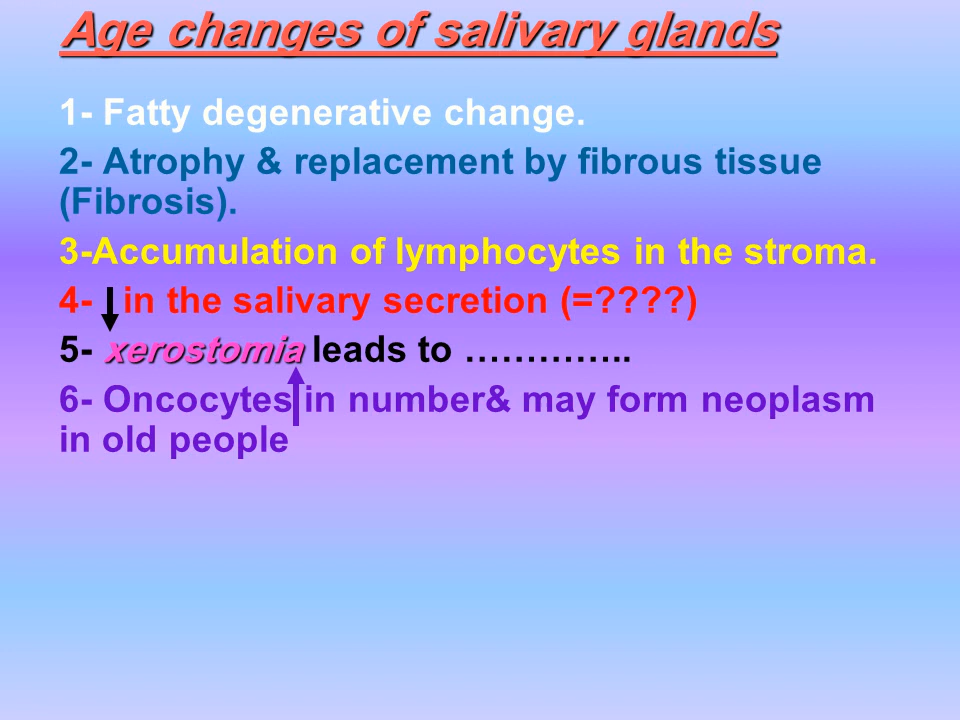 Age changes of salivary glands
1- Fatty degenerative change.
2- Atrophy & replacement by fibrous tissue
(Fibrosis).
3-Accumulation of lymphocytes in the stroma.
4- ↓ in the salivary secretion (=????)
5- xerostomia leads to …………..
6- Oncocytes ↑ in number& may form neoplasm
in old people